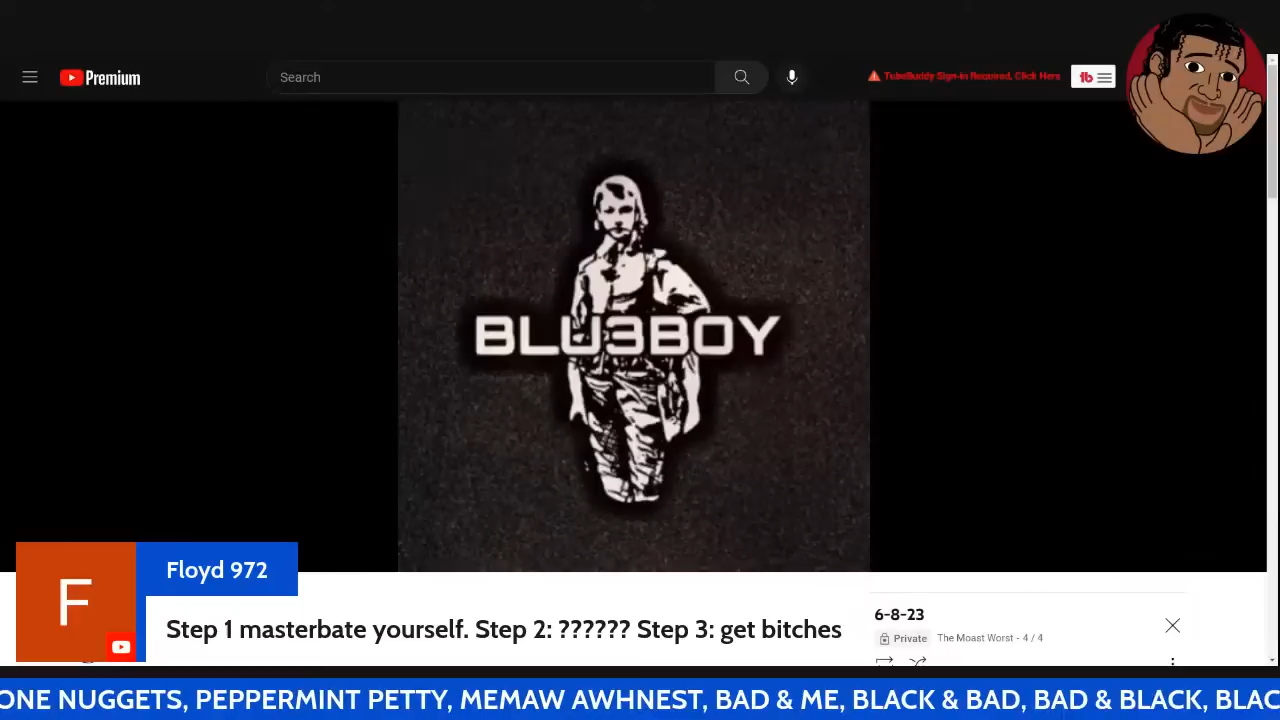 Premium
Search
TubeBuddy Sign-in Required, Click Here
tb
BLU3BOY
F
Floyd 972
Step 1 masterbate yourself. Step 2: ?????? Step 3: get bitches
6-8-23
Private The Moast Worst - 4 / 4
ONE NUGGETS, PEPPERMINT PETTY, MEMAW AWHNEST, BAD & ME, BLACK & BAD, BAD & BLACK, BLAC